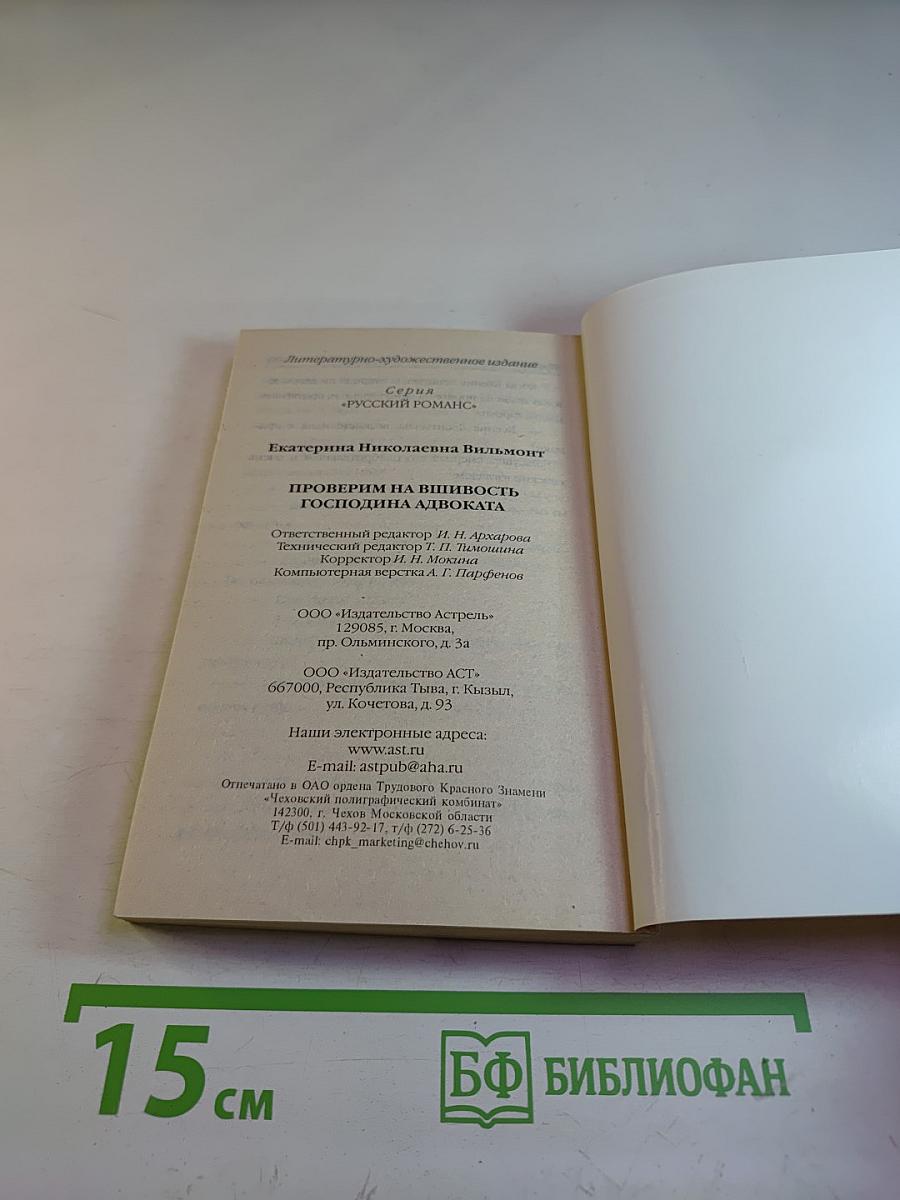 Литературно-художественное издание
Серия
«РУССКИЙ РОМАНС»
Екатерина Николаевна Вильмонт
ПРОВЕРИМ НА ВШИВОСТЬ
ГОСПОДИНА АДВОКАТА
Ответственный редактор И. Н. Архарова
Технический редактор Т. П. Тимошина
Корректор И. Н. Мокина
Компьютерная верстка А. Г. Парфенов
ООО «Издательство Астрель»
129085, г. Москва,
пр. Ольминского, д. 3а
ООО «Издательство АСТ»
667000, Республика Тыва, г. Кызыл,
ул. Кочетова, д. 93
Наши электронные адреса:
www.ast.ru
E-mail: astpub@aha.ru
Отпечатано в ОАО ордена Трудового Красного Знамени
«Чеховский полиграфический комбинат»
142300, г. Чехов Московской области
Т/ф (501) 443-92-17, т/ф (272) 6-25-36
E-mail: chpk_marketing@chehov.ru
15 см
БФ БИБЛИОФАН